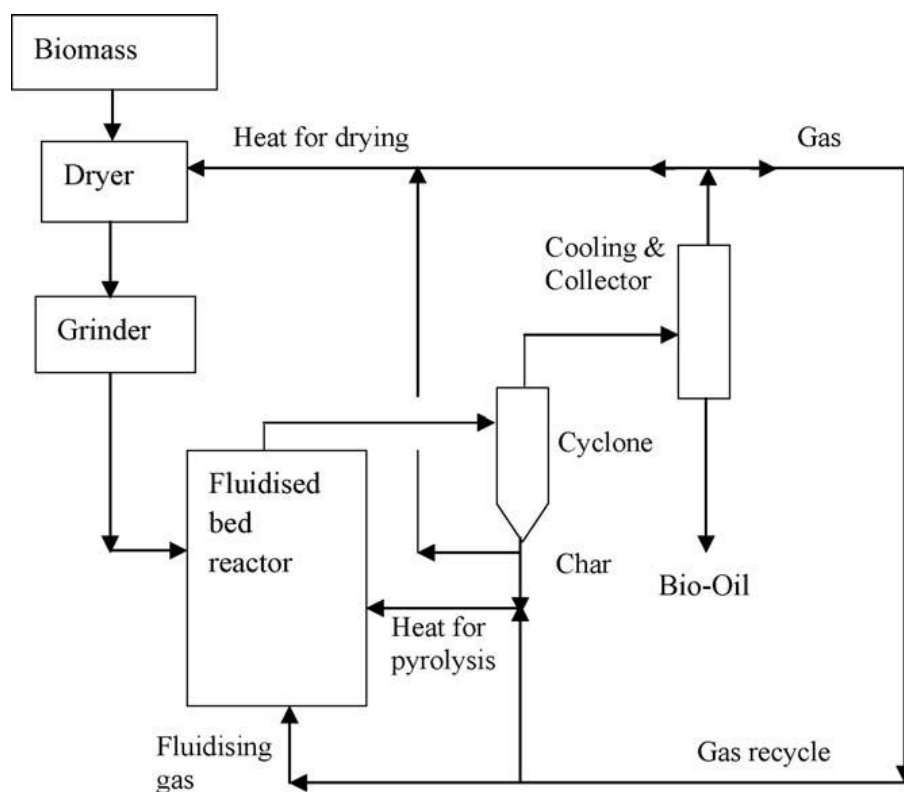 Biomass
Heat for drying
Gas
Dryer
Cooling &
Collector
Grinder
Cyclone
Fluidised
bed
reactor
Char
Bio-Oil
Heat for
pyrolysis
Fluidising
gas
Gas recycle